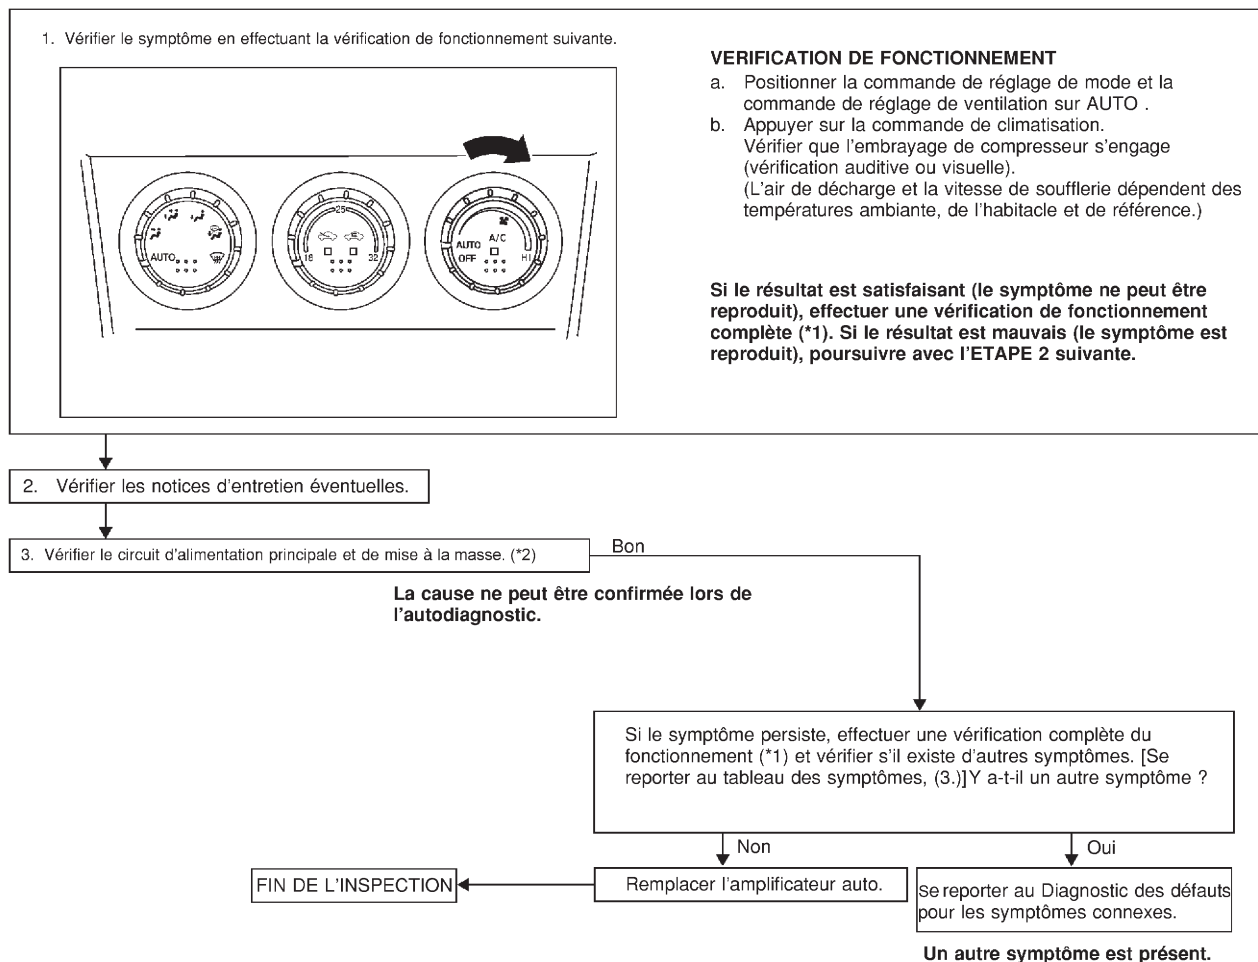 1. Vérifier le symptôme en effectuant la vérification de fonctionnement suivante.
25
18
32
AUTO
AUTO
OFF
A/C
HI
VERIFICATION DE FONCTIONNEMENT
a. Positionner la commande de réglage de mode et la
commande de réglage de ventilation sur AUTO .
b. Appuyer sur la commande de climatisation.
Vérifier que l'embrayage de compresseur s'engage
(vérification auditive ou visuelle).
(L'air de décharge et la vitesse de soufflerie dépendent des
températures ambiante, de l'habitacle et de référence.)
Si le résultat est satisfaisant (le symptôme ne peut être
reproduit), effectuer une vérification de fonctionnement
complète (*1). Si le résultat est mauvais (le symptôme est
reproduit), poursuivre avec l'ETAPE 2 suivante.
2. Vérifier les notices d'entretien éventuelles.
3. Vérifier le circuit d'alimentation principale et de mise à la masse. (*2)
Bon
La cause ne peut être confirmée lors de
l'autodiagnostic.
Si le symptôme persiste, effectuer une vérification complète du
fonctionnement (*1) et vérifier s'il existe d'autres symptômes. [Se
reporter au tableau des symptômes, (3.)]Y a-t-il un autre symptôme ?
Non
Oui
FIN DE L'INSPECTION
Remplacer l'amplificateur auto.
Se reporter au Diagnostic des défauts
pour les symptômes connexes.
Un autre symptôme est présent.